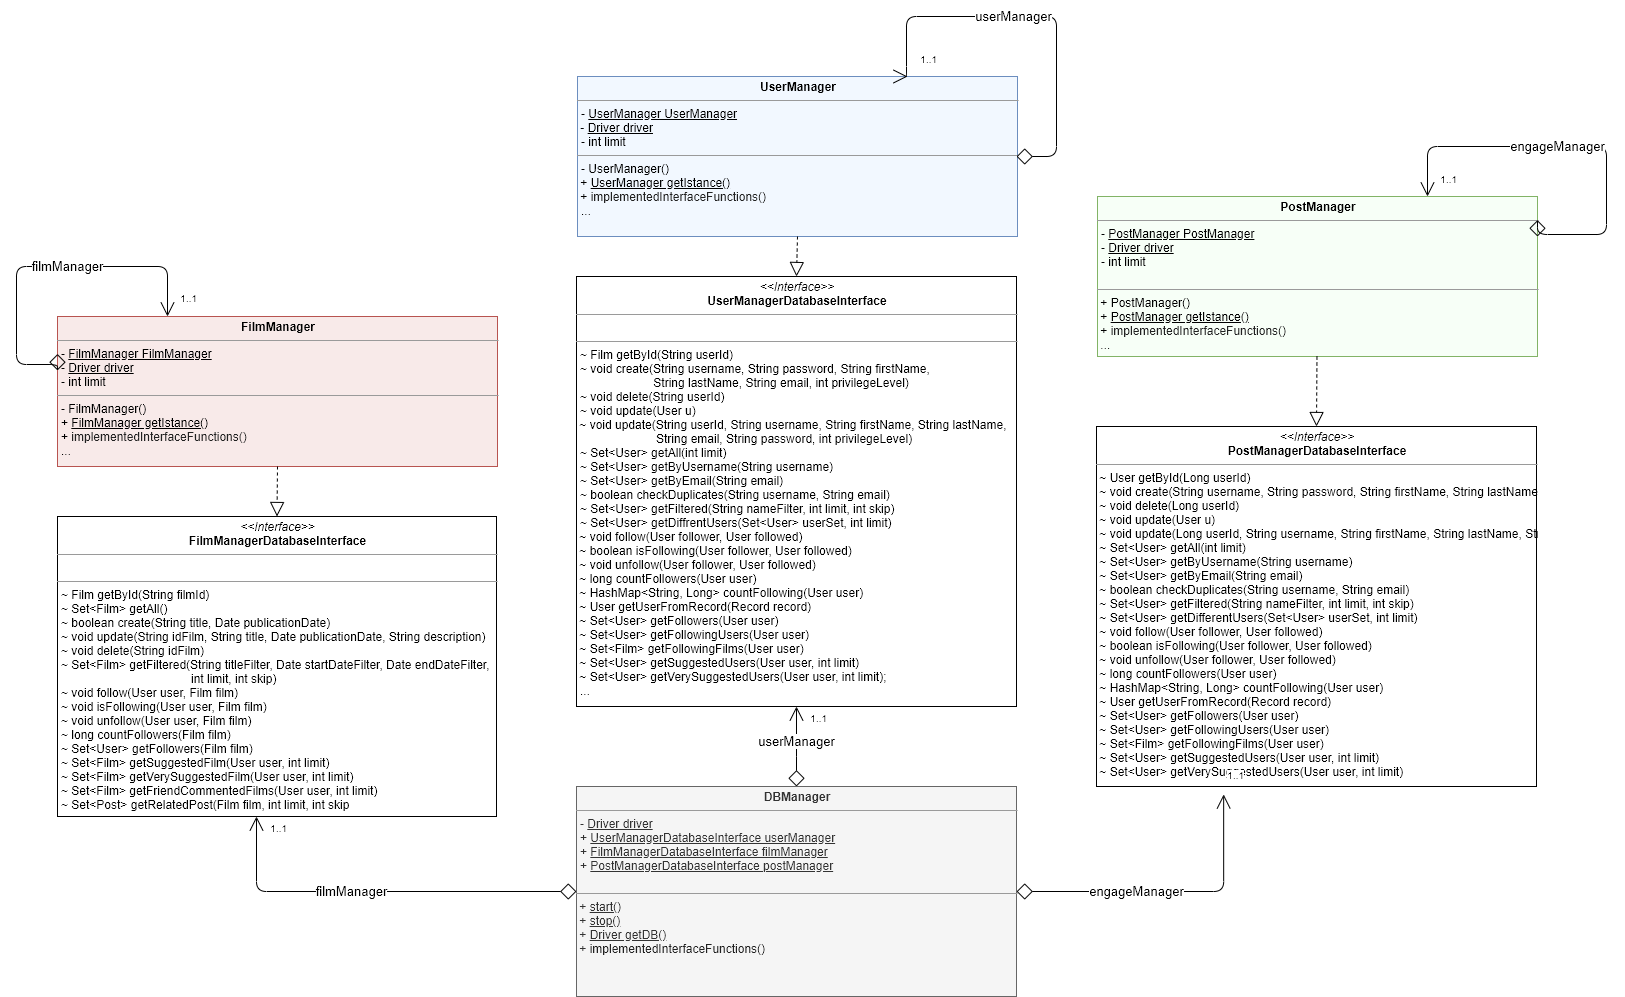 userManager
1..1
UserManager
- UserManager UserManager
- Driver driver
- int limit
- UserManager()
+ UserManager getIstance()
+ implementedInterfaceFunctions()
...
engageManager
1..1
PostManager
- PostManager PostManager
- Driver driver
- int limit
+ PostManager()
+ PostManager getIstance()
+ implementedInterfaceFunctions()
...
filmManager
1..1
FilmManager
- FilmManager FilmManager
- Driver driver
- int limit
- FilmManager()
+ FilmManager getIstance()
+ implementedInterfaceFunctions()
...
<<Interface>>
UserManagerDatabaseInterface
~ Film getById(String userId)
~ void create(String username, String password, String firstName,
String lastName, String email, int privilegeLevel)
~ void delete(String userId)
~ void update(User u)
~ void update(String userId, String username, String firstName, String lastName,
String email, String password, int privilegeLevel)
~ Set<User> getAll(int limit)
~ Set<User> getByUsername(String username)
~ Set<User> getByEmail(String email)
~ boolean checkDuplicates(String username, String email)
~ Set<User> getFiltered(String nameFilter, int limit, int skip)
~ Set<User> getDiffrentUsers(Set<User> userSet, int limit)
~ void follow(User follower, User followed)
~ boolean isFollowing(User follower, User followed)
~ void unfollow(User follower, User followed)
~ long countFollowers(User user)
~ HashMap<String, Long> countFollowing(User user)
~ User getUserFromRecord(Record record)
~ Set<User> getFollowers(User user)
~ Set<User> getFollowingUsers(User user)
~ Set<Film> getFollowingFilms(User user)
~ Set<User> getSuggestedUsers(User user, int limit)
~ Set<User> getVerySuggestedUsers(User user, int limit);
...
<<Interface>>
PostManagerDatabaseInterface
~ User getById(Long userId)
~ void create(String username, String password, String firstName, String lastName
~ void delete(Long userId)
~ void update(User u)
~ void update(Long userId, String username, String firstName, String lastName, St
~ Set<User> getAll(int limit)
~ Set<User> getByUsername(String username)
~ Set<User> getByEmail(String email)
~ boolean checkDuplicates(String username, String email)
~ Set<User> getFiltered(String nameFilter, int limit, int skip)
~ Set<User> getDifferentUsers(Set<User> userSet, int limit)
~ void follow(User follower, User followed)
~ boolean isFollowing(User follower, User followed)
~ void unfollow(User follower, User followed)
~ long countFollowers(User user)
~ HashMap<String, Long> countFollowing(User user)
~ User getUserFromRecord(Record record)
~ Set<User> getFollowers(User user)
~ Set<User> getFollowingUsers(User user)
~ Set<Film> getFollowingFilms(User user)
~ Set<User> getSuggestedUsers(User user, int limit)
~ Set<User> getVerySuggestedUsers(User user, int limit)
1..1
<<Interface>>
FilmManagerDatabaseInterface
~ Film getById(String filmId)
~ Set<Film> getAll()
~ boolean create(String title, Date publicationDate)
~ void update(String idFilm, String title, Date publicationDate, String description)
~ void delete(String idFilm)
~ Set<Film> getFiltered(String titleFilter, Date startDateFilter, Date endDateFilter,
int limit, int skip)
~ void follow(User user, Film film)
~ void isFollowing(User user, Film film)
~ void unfollow(User user, Film film)
~ long countFollowers(Film film)
~ Set<User> getFollowers(Film film)
~ Set<Film> getSuggestedFilm(User user, int limit)
~ Set<Film> getVerySuggestedFilm(User user, int limit)
~ Set<Film> getFriendCommentedFilms(User user, int limit)
~ Set<Post> getRelatedPost(Film film, int limit, int skip
1..1
1..1
userManager
DBManager
- Driver driver
+ UserManagerDatabaseInterface userManager
+ FilmManagerDatabaseInterface filmManager
+ PostManagerDatabaseInterface postManager
+ start()
+ stop()
+ Driver getDB()
+ implementedInterfaceFunctions()
filmManager
engageManager